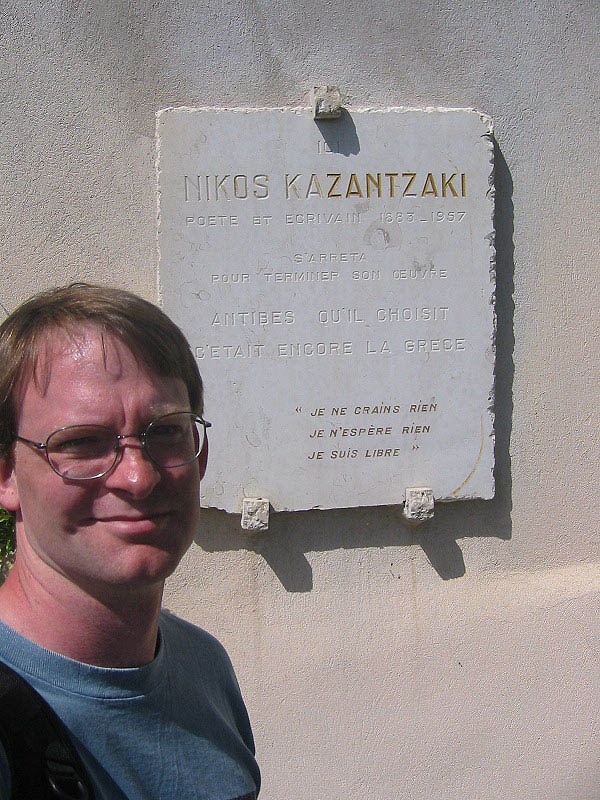 ICI
NIKOS KAZANTZAKI
POETE ET ECRIVAIN 1883_1957
S'ARRETA
POUR TERMINER SON ŒUVRE
ANTIBES QU'IL CHOISIT
C'ETAIT ENCORE LA GRECE
“ JE NE CRAINS RIEN
JE N'ESPÈRE RIEN
JE SUIS LIBRE ”